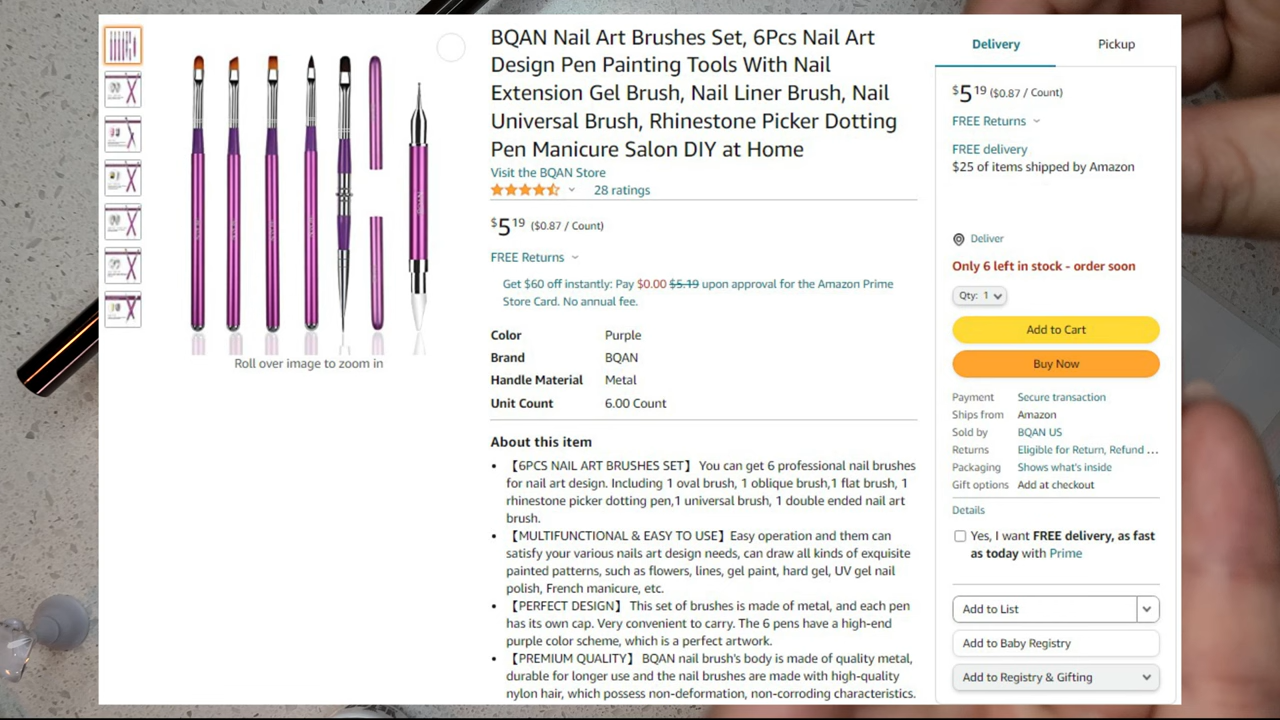 BQAN Nail Art Brushes Set, 6Pcs Nail Art
Design Pen Painting Tools With Nail
Extension Gel Brush, Nail Liner Brush, Nail
Universal Brush, Rhinestone Picker Dotting
Pen Manicure Salon DIY at Home
Visit the BQAN Store
28 ratings
$5 19 ($0.87 / Count)
FREE Returns
Get $60 off instantly: Pay $0.00 $5.19 upon approval for the Amazon Prime
Store Card. No annual fee.
Color Purple
Brand BQAN
Handle Material Metal
Unit Count 6.00 Count
Roll over image to zoom in
About this item
• 【6PCS NAIL ART BRUSHES SET】 You can get 6 professional nail brushes
for nail art design. Including 1 oval brush, 1 oblique brush,1 flat brush, 1
rhinestone picker dotting pen,1 universal brush, 1 double ended nail art
brush.
• 【MULTIFUNCTIONAL & EASY TO USE】Easy operation and them can
satisfy your various nails art design needs, can draw all kinds of exquisite
painted patterns, such as flowers, lines, gel paint, hard gel, UV gel nail
polish, French manicure, etc.
• 【PERFECT DESIGN】 This set of brushes is made of metal, and each pen
has its own cap. Very convenient to carry. The 6 pens have a high-end
purple color scheme, which is a perfect artwork.
• 【PREMIUM QUALITY】 BQAN nail brush's body is made of quality metal,
durable for longer use and the nail brushes are made with high-quality
nylon hair, which possess non-deformation, non-corroding characteristics.
Delivery Pickup
$5 19 ($0.87 / Count)
FREE Returns
FREE delivery
$25 of items shipped by Amazon
Deliver
Only 6 left in stock - order soon
Qty: 1
Add to Cart
Buy Now
Payment Secure transaction
Ships from Amazon
Sold by BQAN US
Returns Eligible for Return, Refund ...
Packaging Shows what's inside
Gift options Add at checkout
Details
Yes, I want FREE delivery, as fast
as today with Prime
Add to List
Add to Baby Registry
Add to Registry & Gifting